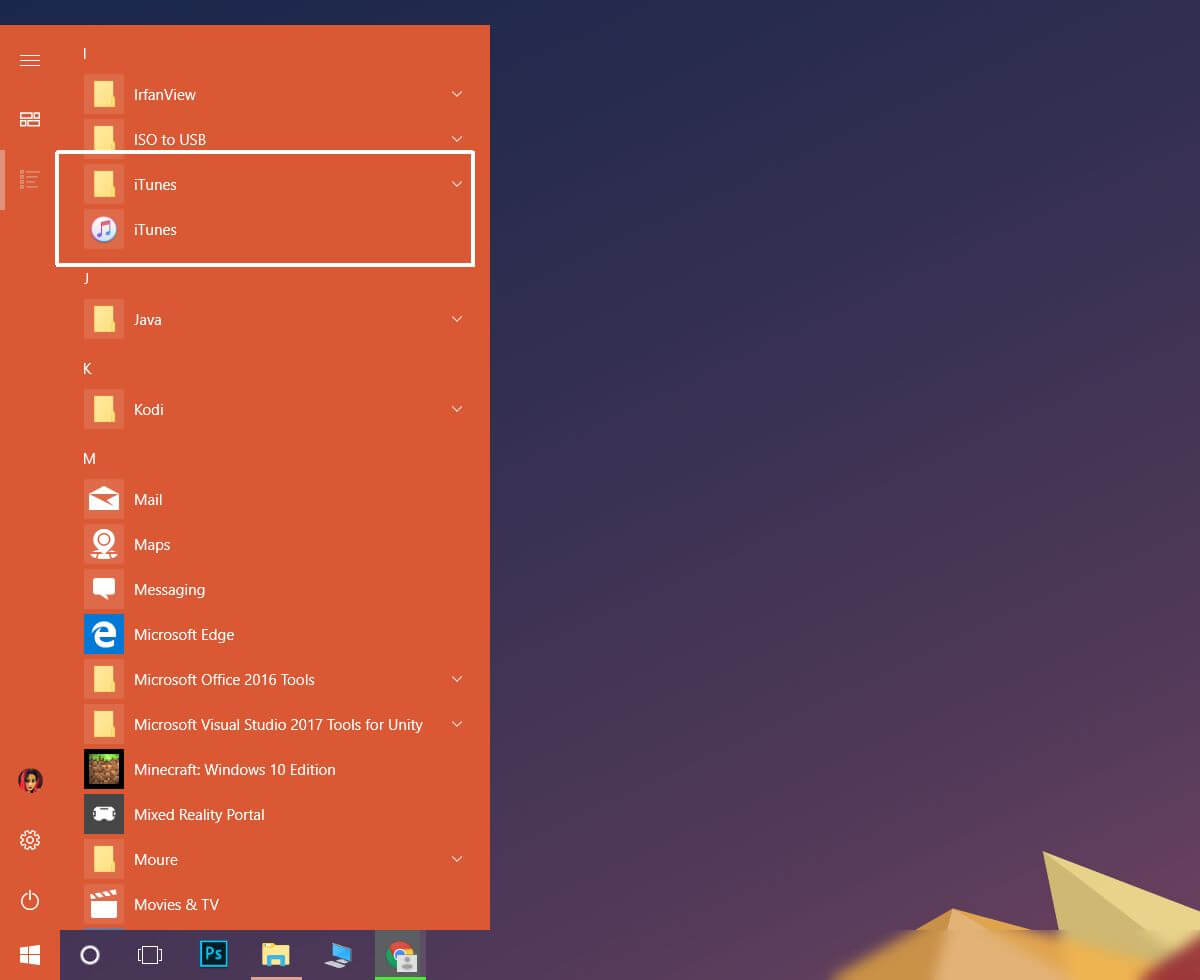 I
IrfanView
ISO to USB
iTunes
iTunes
J
Java
K
Kodi
M
Mail
Maps
Messaging
Microsoft Edge
Microsoft Office 2016 Tools
Microsoft Visual Studio 2017 Tools for Unity
Minecraft: Windows 10 Edition
Mixed Reality Portal
Moure
Movies & TV
Ps